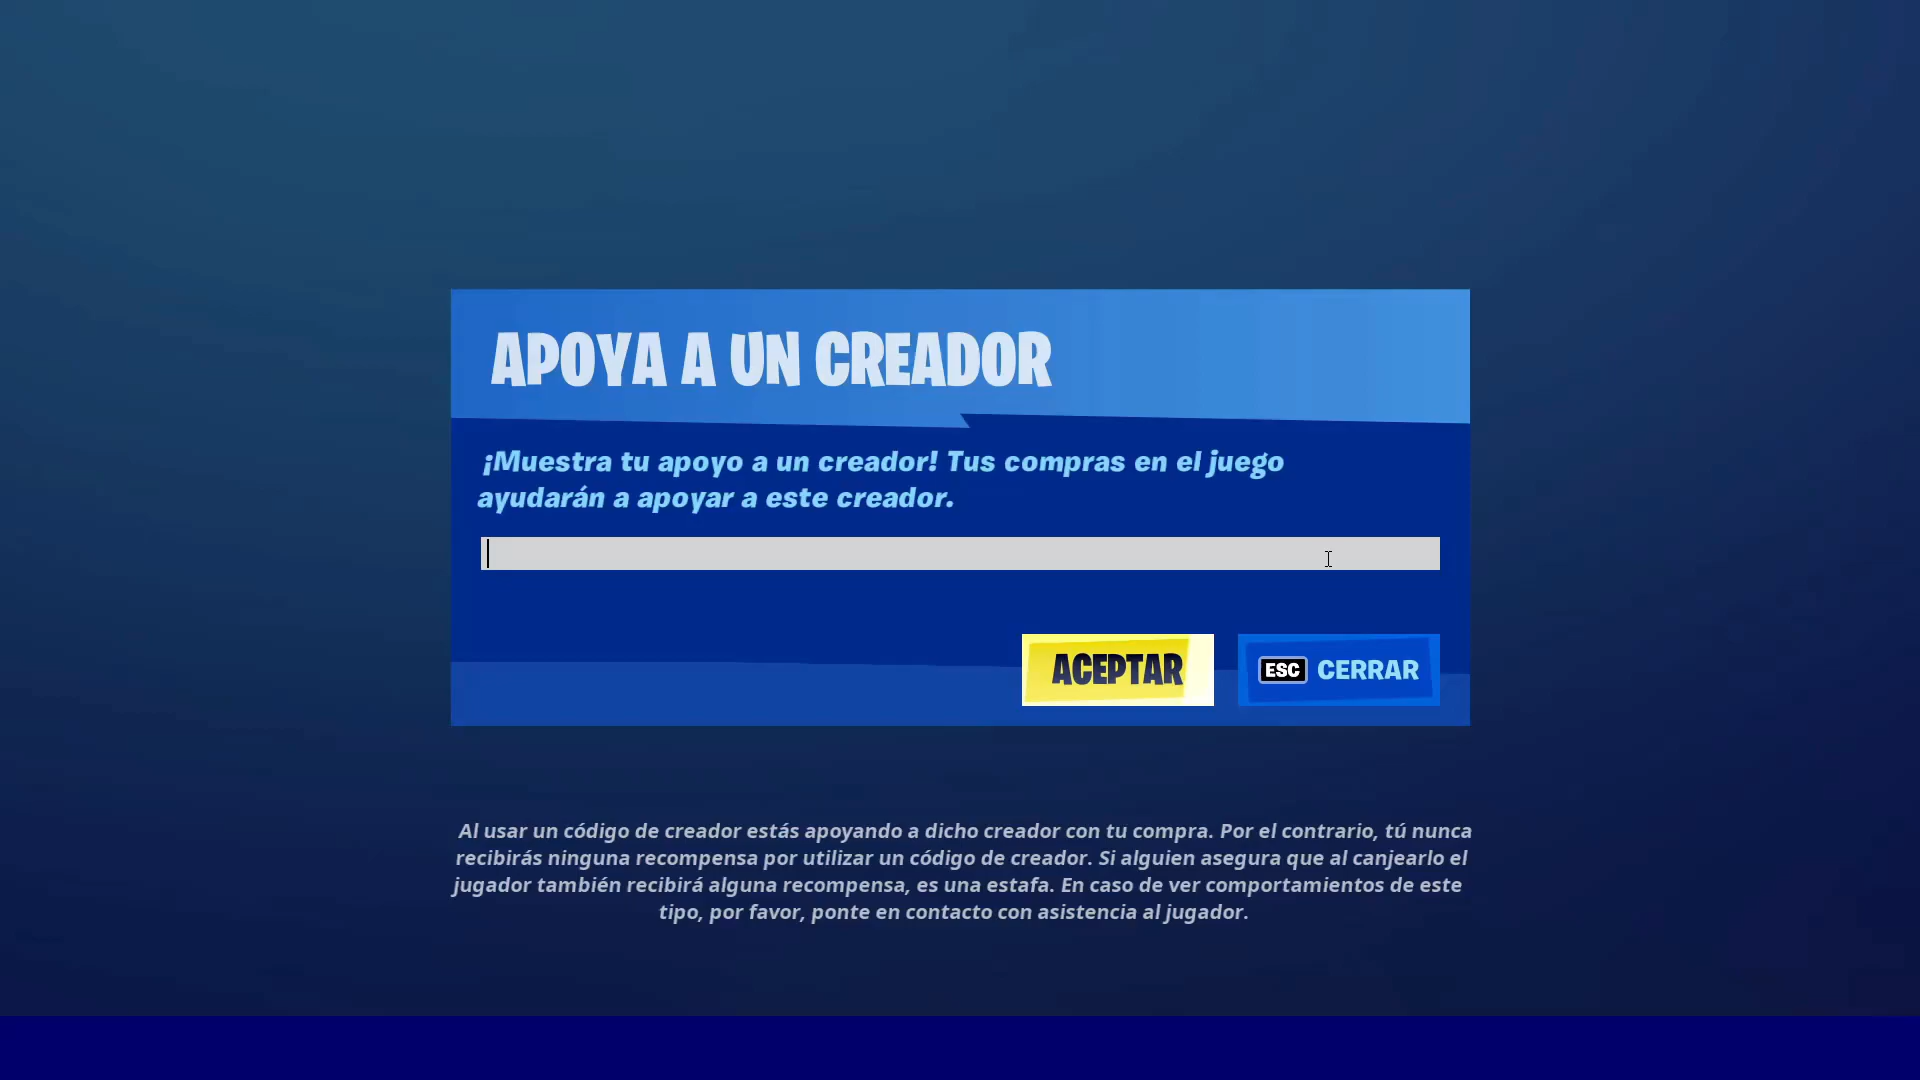 APOYA A UN CREADOR
¡Muestra tu apoyo a un creador! Tus compras en el juego
ayudarán a apoyar a este creador.
ACEPTAR
ESC CERRAR
Al usar un código de creador estás apoyando a dicho creador con tu compra. Por el contrario, tú nunca
recibirás ninguna recompensa por utilizar un código de creador. Si alguien asegura que al canjearlo el
jugador también recibirá alguna recompensa, es una estafa. En caso de ver comportamientos de este
tipo, por favor, ponte en contacto con asistencia al jugador.